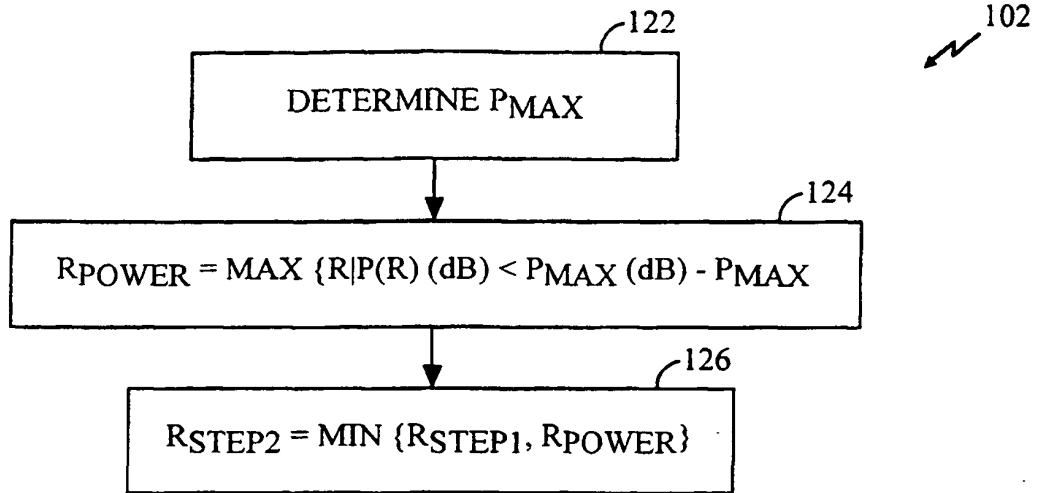 102
122
DETERMINE PMAX
124
RPOWER = MAX {R|P(R) (dB) < PMAX (dB) - PMAX
126
RSTEP2 = MIN {RSTEP1, RPOWER}